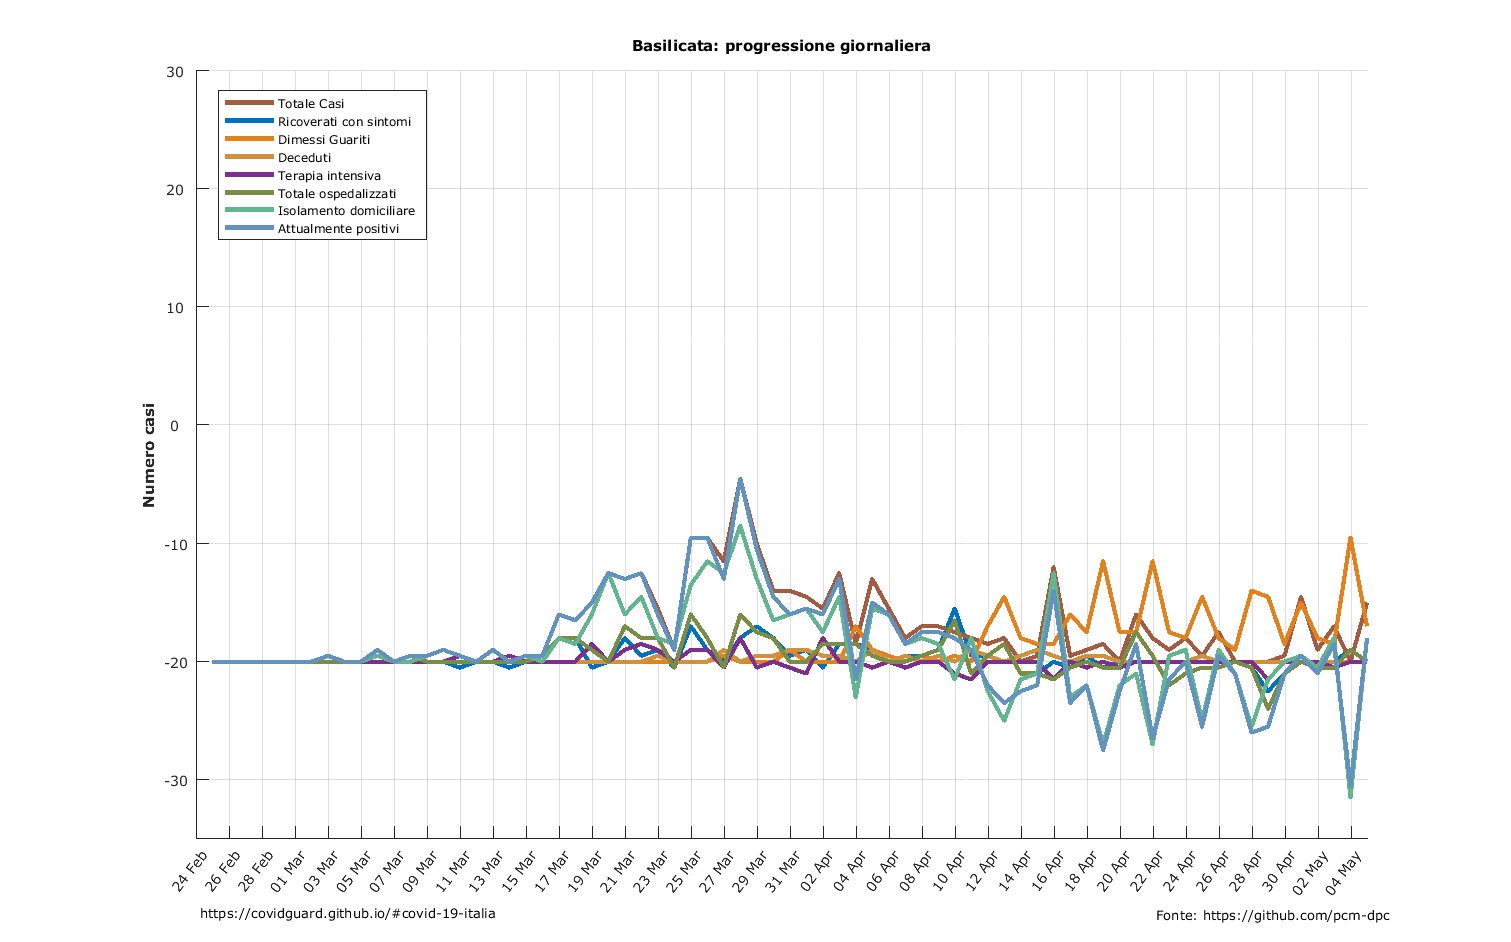 Basilicata: progressione giornaliera
30
20
10
0
-10
-20
-30
Numero casi
Totale Casi
Ricoverati con sintomi
Dimessi Guariti
Deceduti
Terapia intensiva
Totale ospedalizzati
Isolamento domiciliare
Attualmente positivi
24 Feb
26 Feb
28 Feb
01 Mar
03 Mar
05 Mar
07 Mar
09 Mar
11 Mar
13 Mar
15 Mar
17 Mar
19 Mar
21 Mar
23 Mar
25 Mar
27 Mar
29 Mar
31 Mar
02 Apr
04 Apr
06 Apr
08 Apr
10 Apr
12 Apr
14 Apr
16 Apr
18 Apr
20 Apr
22 Apr
24 Apr
26 Apr
28 Apr
30 Apr
02 May
04 May
https://covidguard.github.io/#covid-19-italia
Fonte: https://github.com/pcm-dpc